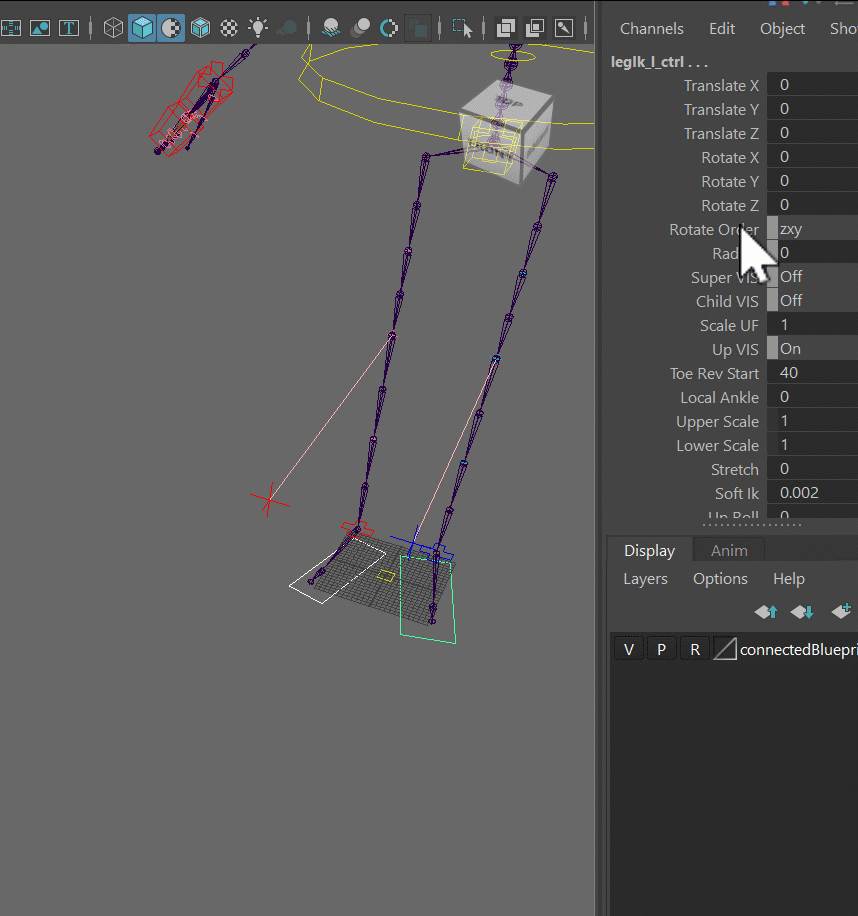 T
Channels Edit Object Sho
legIk_l_ctrl . . .
Translate X 0
Translate Y 0
Translate Z 0
Rotate X 0
Rotate Y 0
Rotate Z 0
Rotate Order zxy
Rad 0
Super VIS Off
Child VIS Off
Scale UF 1
Up VIS On
Toe Rev Start 40
Local Ankle 0
Upper Scale 1
Lower Scale 1
Stretch 0
Soft Ik 0.002
Up Roll 0
TOP
FRONT
Display Anim
Layers Options Help
V P R connectedBluepri